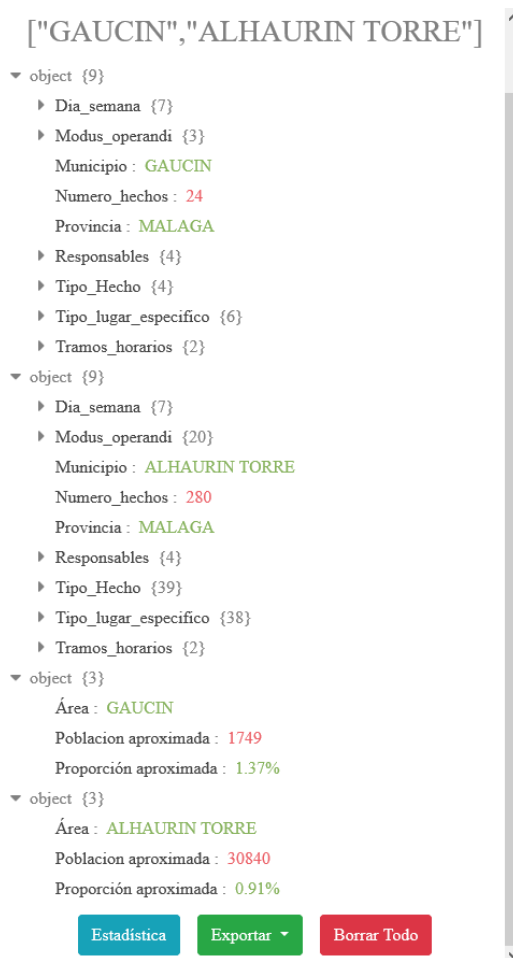 ["GAUCIN","ALHAURIN TORRE"]
object {9}
Dia_semana {7}
Modus_operandi {3}
Municipio : GAUCIN
Numero_hechos : 24
Provincia : MALAGA
Responsables {4}
Tipo_Hecho {4}
Tipo_lugar_especifico {6}
Tramos_horarios {2}
object {9}
Dia_semana {7}
Modus_operandi {20}
Municipio : ALHAURIN TORRE
Numero_hechos : 280
Provincia : MALAGA
Responsables {4}
Tipo_Hecho {39}
Tipo_lugar_especifico {38}
Tramos_horarios {2}
object {3}
Área : GAUCIN
Poblacion aproximada : 1749
Proporción aproximada : 1.37%
object {3}
Área : ALHAURIN TORRE
Poblacion aproximada : 30840
Proporción aproximada : 0.91%
Estadística Exportar Borrar Todo